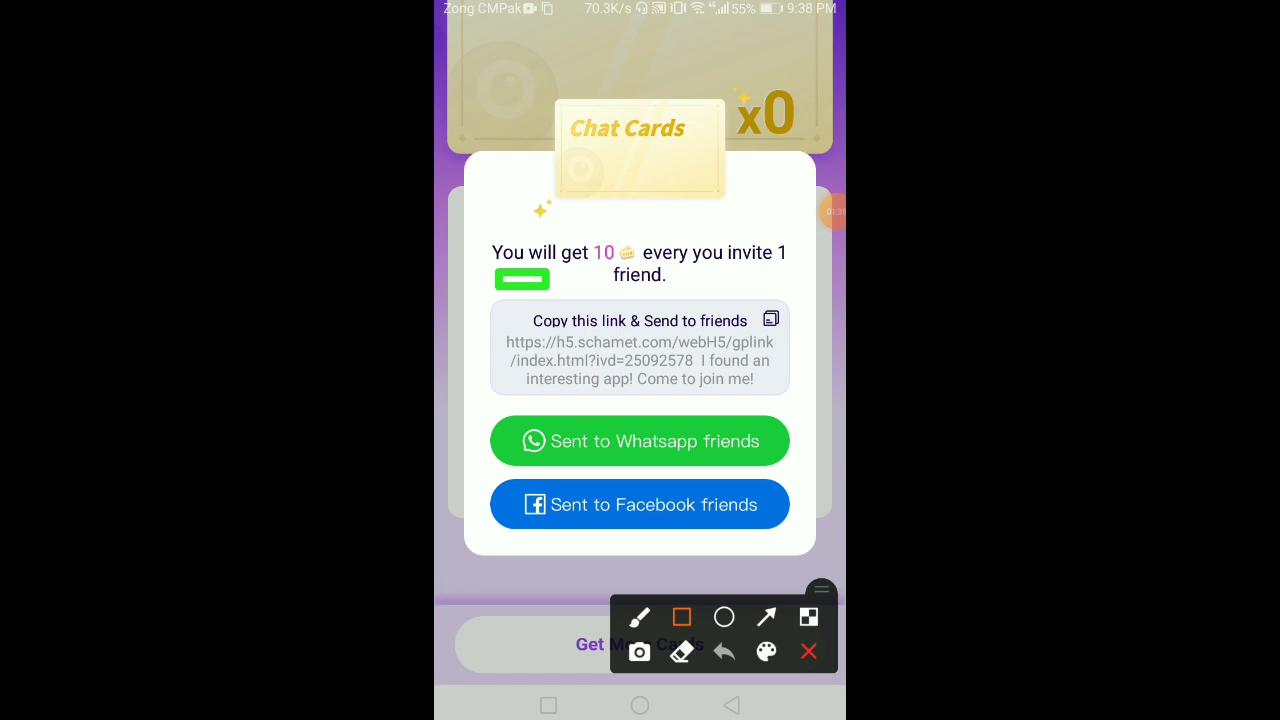 Zong CMPak 70.3K/s 4G 55% 9:38 PM
x0
Chat Cards
You will get 10 every you invite 1
friend.
Copy this link & Send to friends
https://h5.schamet.com/webH5/gplink
/index.html?ivd=25092578 I found an
interesting app! Come to join me!
Sent to Whatsapp friends
Sent to Facebook friends
Get More Cards